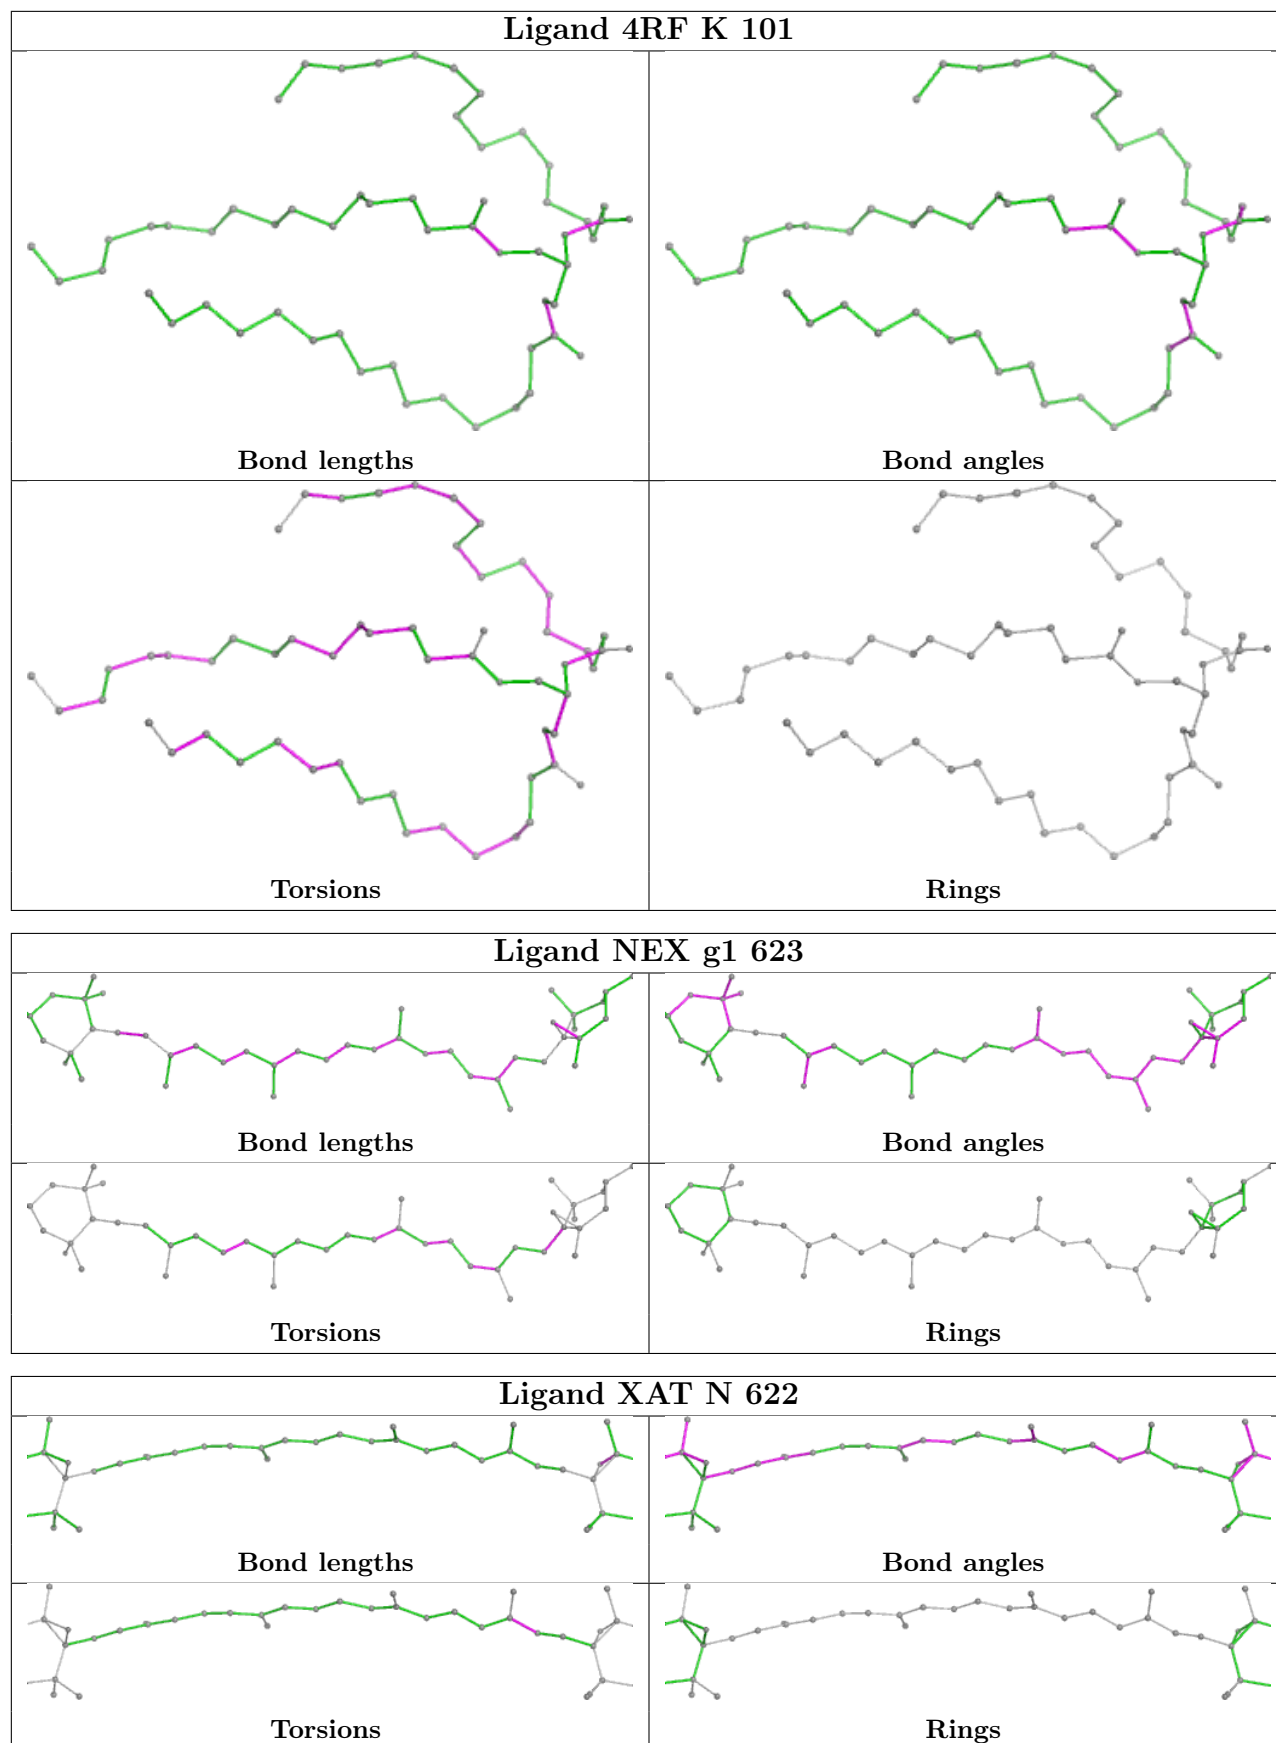 Ligand 4RF K 101
Bond lengths
Bond angles
Torsions
Rings
Ligand NEX g1 623
Bond lengths
Bond angles
Torsions
Rings
Ligand XAT N 622
Bond lengths
Bond angles
Torsions
Rings